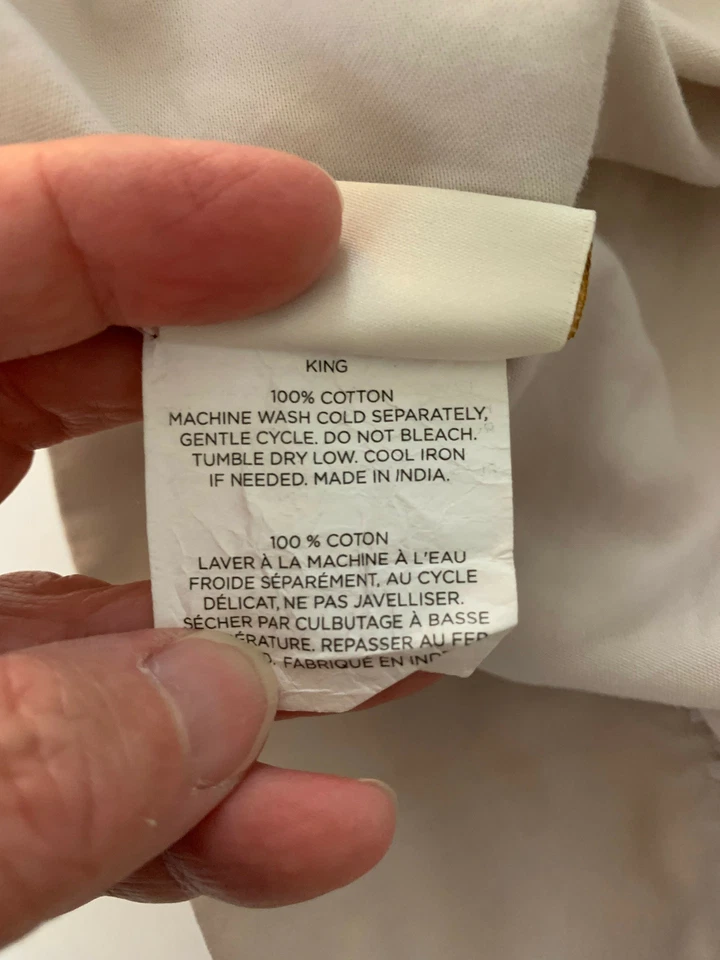 KING
100% COTTON
MACHINE WASH COLD SEPARATELY,
GENTLE CYCLE. DO NOT BLEACH.
TUMBLE DRY LOW. COOL IRON
IF NEEDED. MADE IN INDIA.
100 % COTON
LAVER À LA MACHINE À L'EAU
FROIDE SÉPARÉMENT, AU CYCLE
DÉLICAT, NE PAS JAVELLISER.
SÉCHER PAR CULBUTAGE À BASSE
REPASSER AU FER
FABRIQUÉ EN